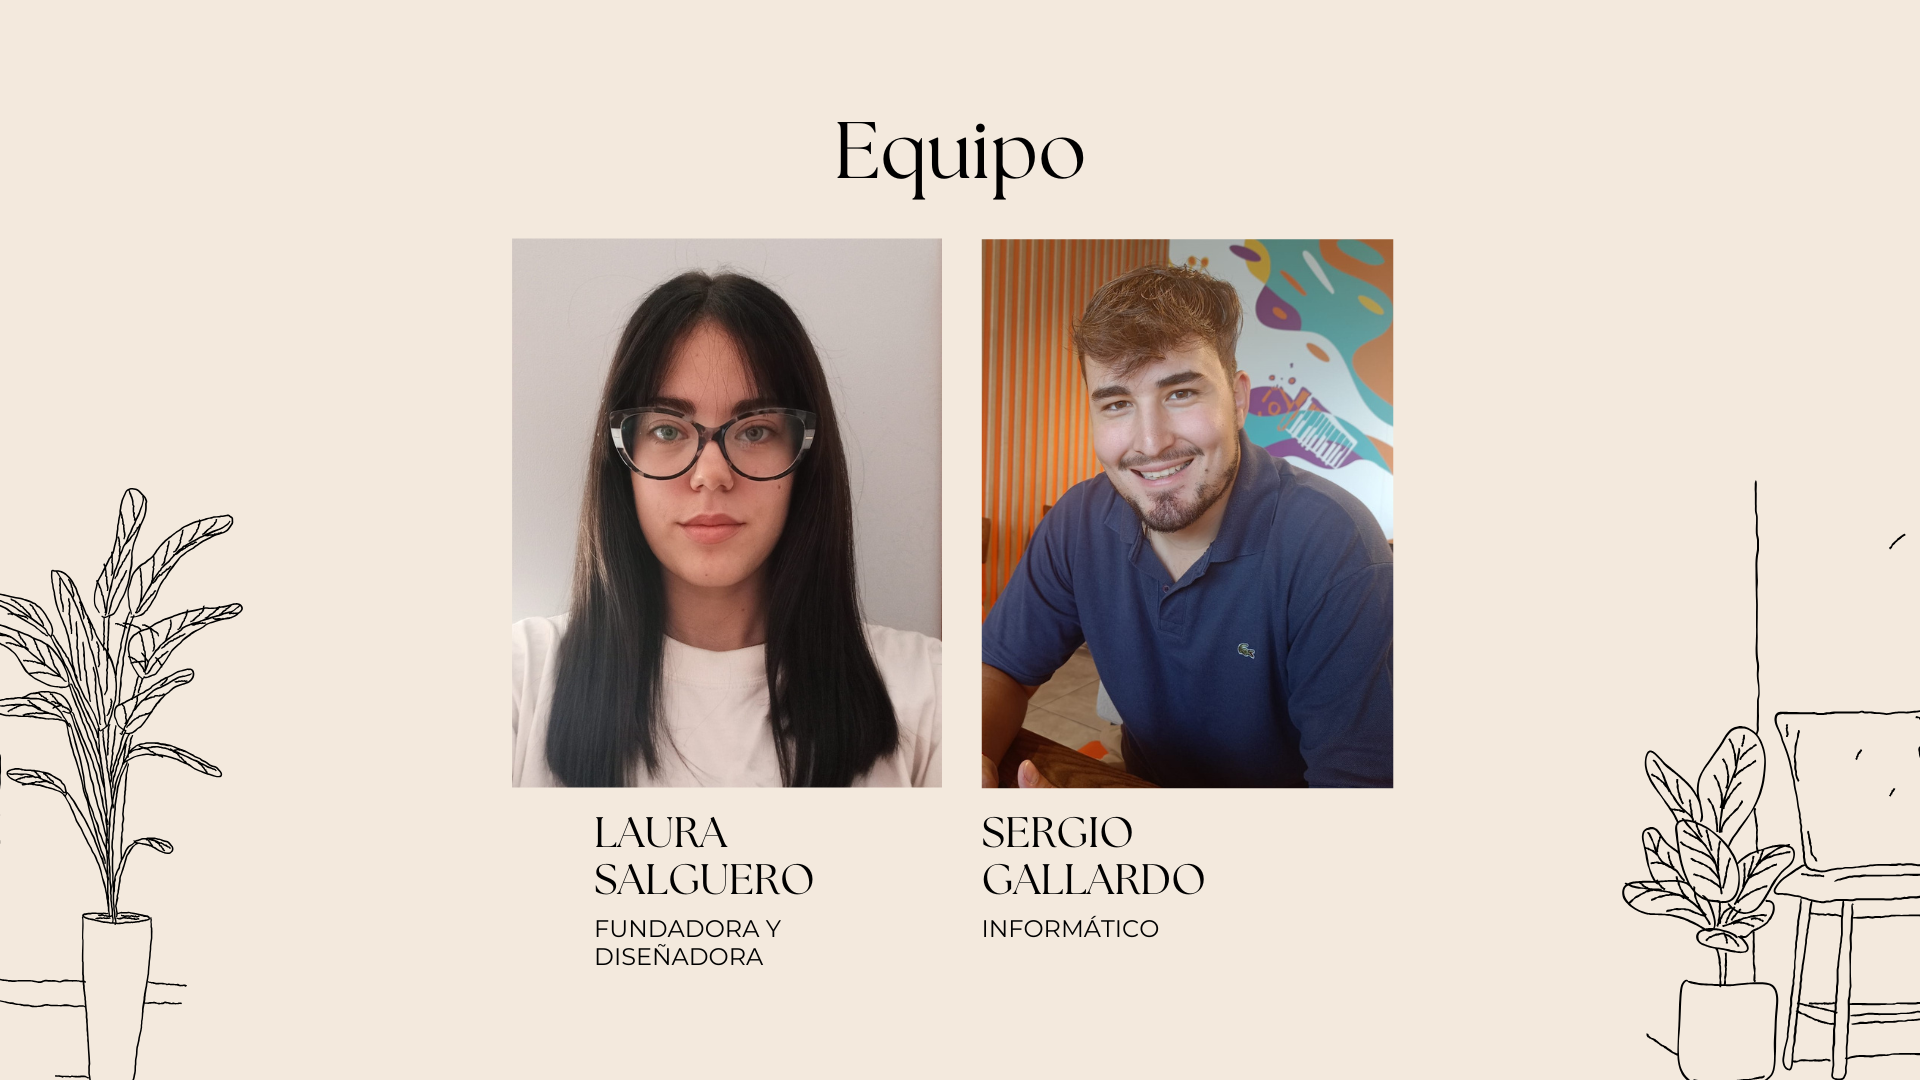 Equipo
LAURA
SALGUERO
FUNDADORA Y
DISEÑADORA
SERGIO
GALLARDO
INFORMÁTICO